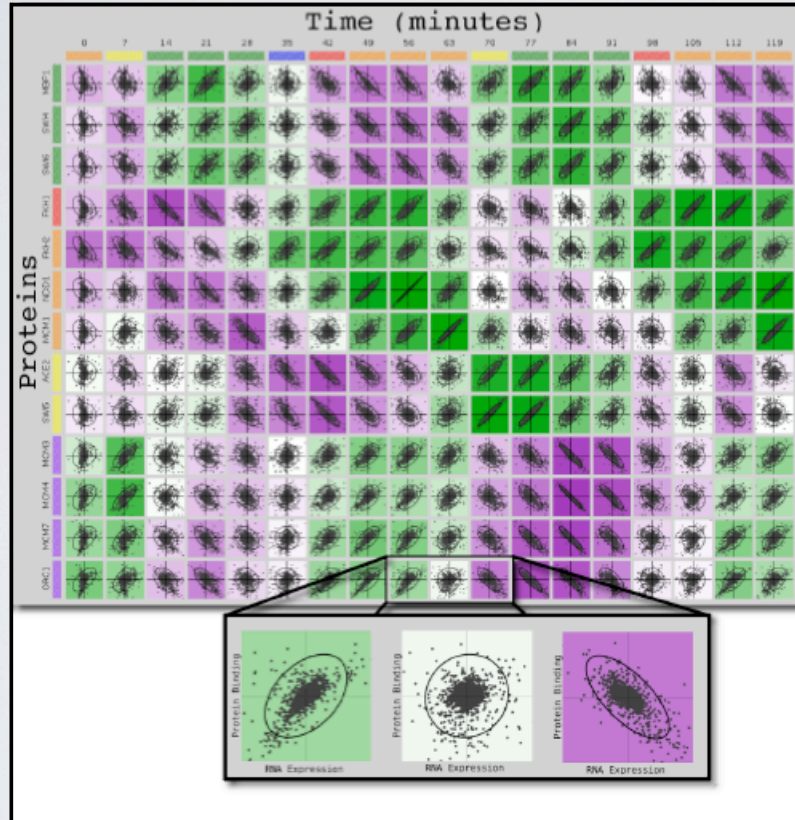 Time (minutes)
0 7 14 21 28 35 42 49 56 63 70 77 84 91 98 105 112 119
Proteins
MBP1
SWI4
SWI6
FKH1
FKH2
NDD1
MCM1
ACE2
SWI5
MCM3
MCM4
MCM7
ORC1
Protein Binding
RNA Expression
Protein Binding
RNA Expression
Protein Binding
RNA Expression